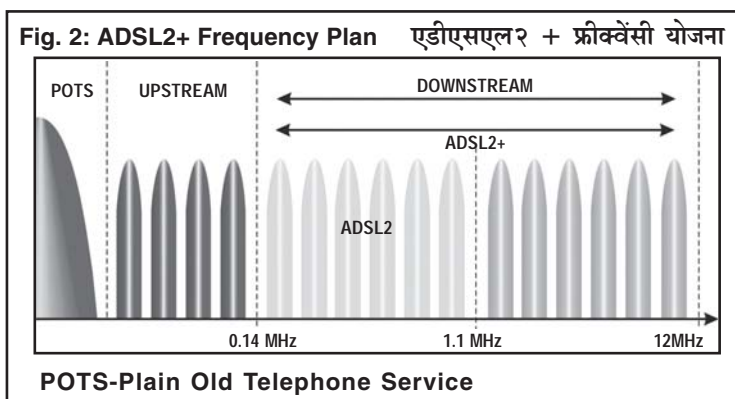 Fig. 2: ADSL2+ Frequency Plan एडीएसएल२ + फ्रीक्वेंसी योजना
POTS UPSTREAM DOWNSTREAM
ADSL2+
ADSL2
0.14 MHz 1.1 MHz 12MHz
POTS-Plain Old Telephone Service